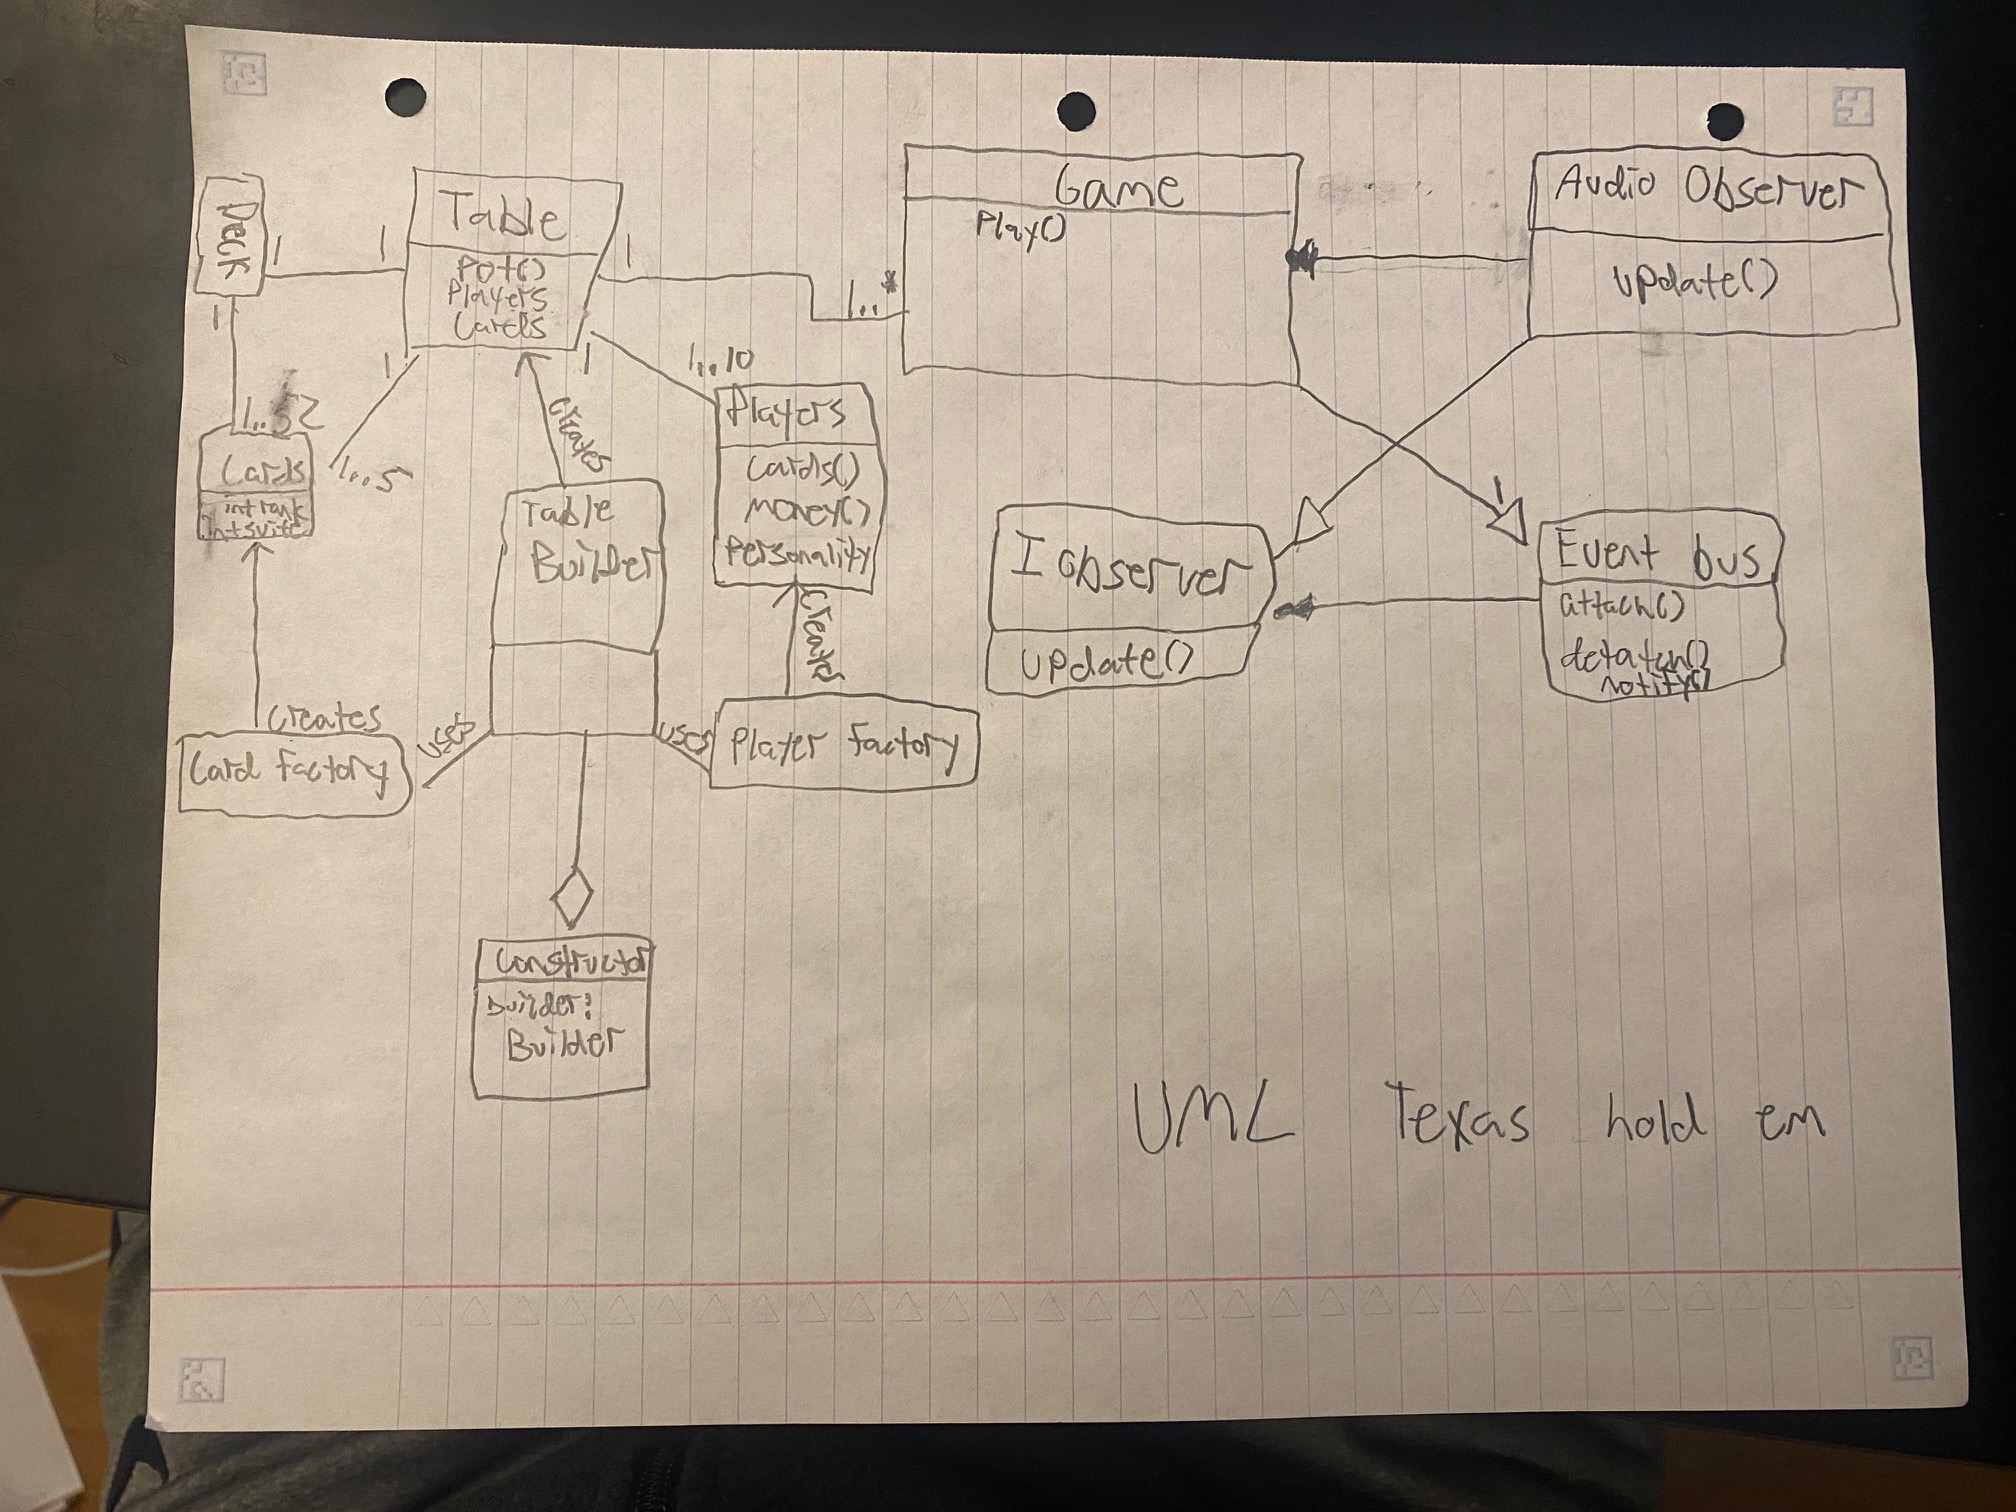 Deck
1
1
1..52
1
Cards
int rank
int suite
1...5
1
Table
Pot()
Players
Cards
1
1
1..10
1...*
Game
Play()
Audio Observer
update()
creates
Table
Builder
Players
Cards()
Money()
Personality
I observer
update()
1
Event bus
attach()
detatch()
notify()
creates
Card factory
uses
uses
creates
Player factory
Constructor
builder:
Builder
UML Texas hold em